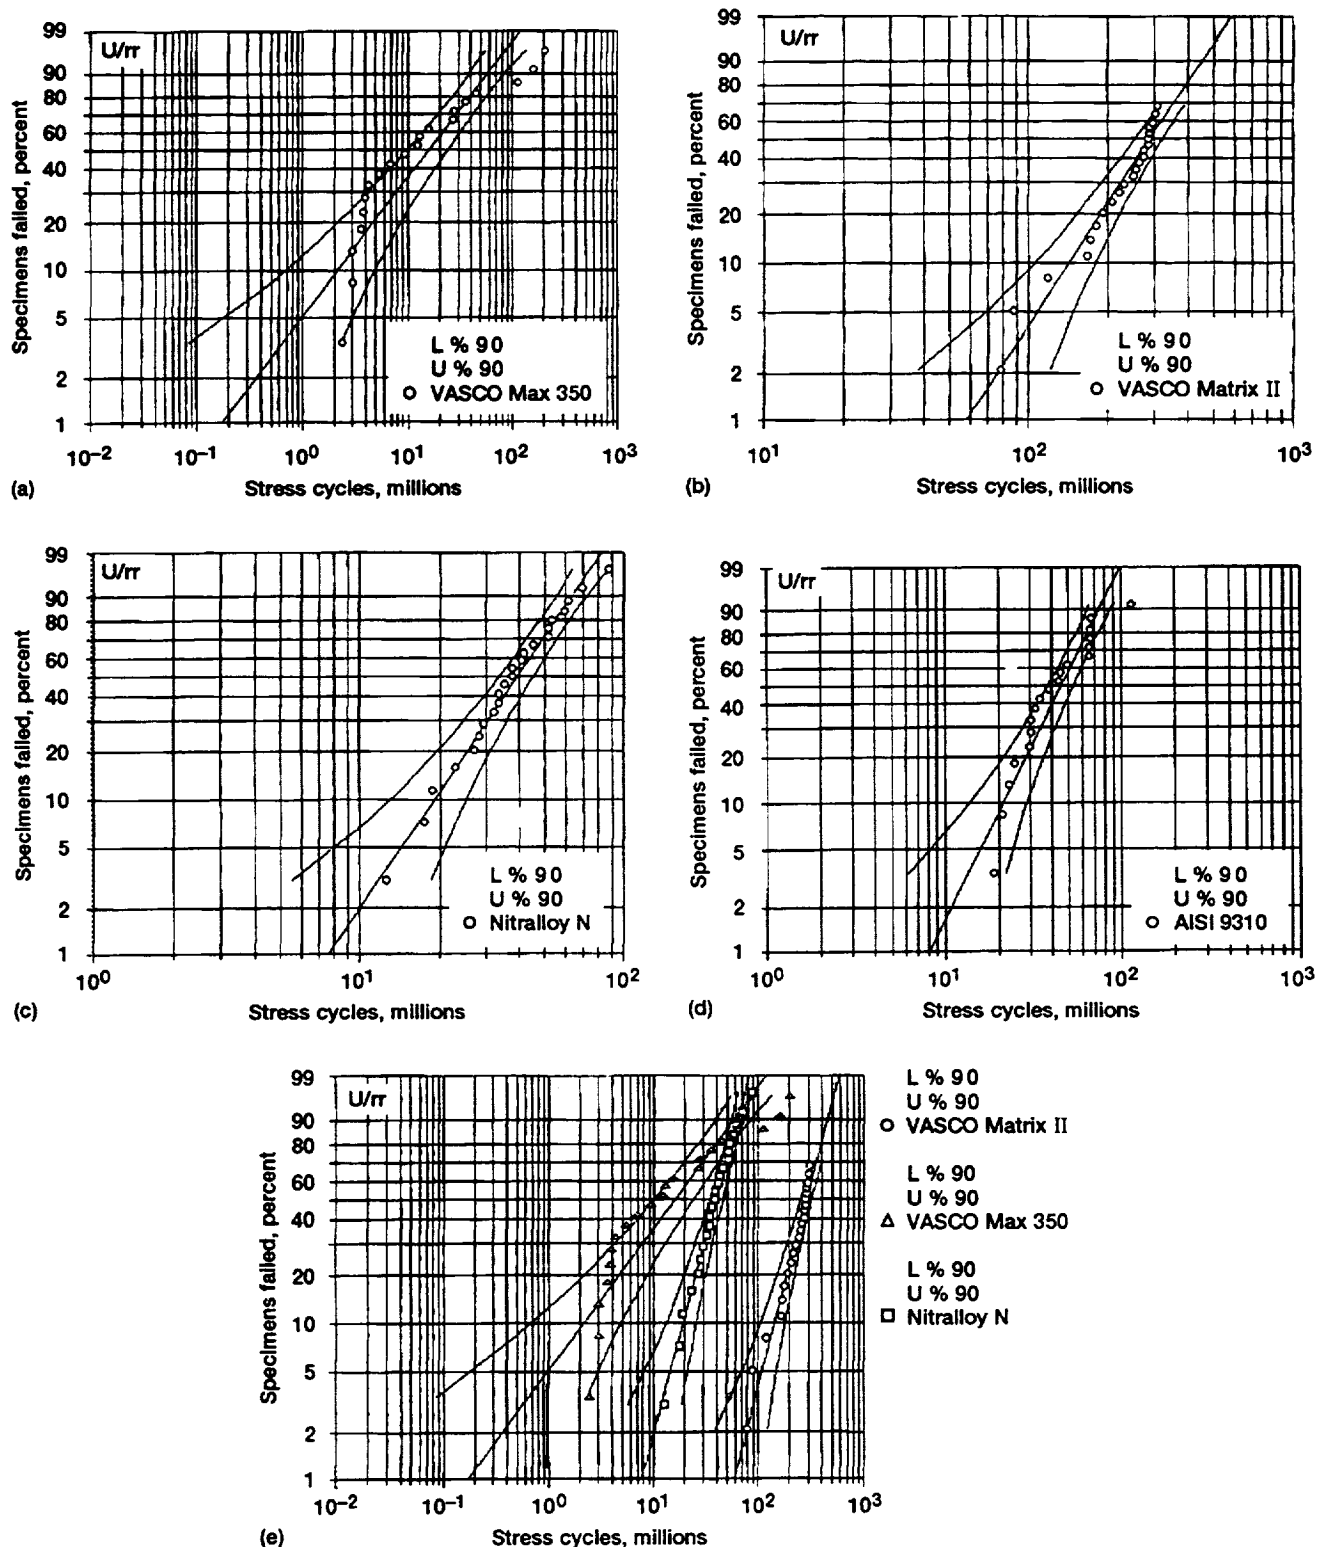 99
90
80
60
40
20
10
5
2
1
Specimens failed, percent
U/rr
L % 90
U % 90
VASCO Max 350
10-2
10-1
100
101
102
103
(a)
Stress cycles, millions
99
90
80
60
40
20
10
5
2
1
Specimens failed, percent
U/rr
L % 90
U % 90
VASCO Matrix II
101
102
103
(b)
Stress cycles, millions
99
90
80
60
40
20
10
5
2
1
Specimens failed, percent
U/rr
L % 90
U % 90
Nitralloy N
100
101
102
(c)
Stress cycles, millions
99
90
80
60
40
20
10
5
2
1
Specimens failed, percent
U/rr
L % 90
U % 90
AISI 9310
100
101
102
103
(d)
Stress cycles, millions
99
90
80
60
40
20
10
5
2
1
Specimens failed, percent
U/rr
10-2
10-1
100
101
102
103
(e)
Stress cycles, millions
L % 90
U % 90
VASCO Matrix II
L % 90
U % 90
VASCO Max 350
L % 90
U % 90
Nitralloy N